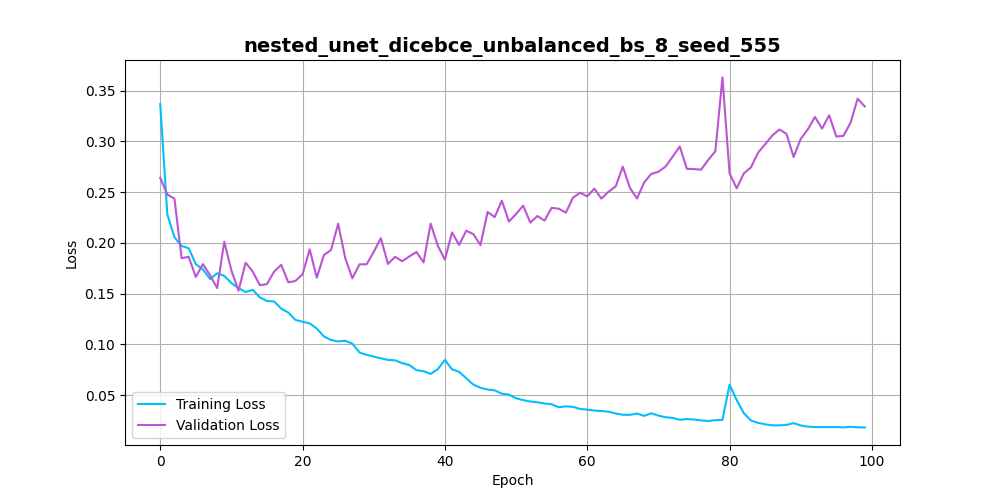 nested_unet_dicebce_unbalanced_bs_8_seed_555
0.35
0.30
0.25
0.20
0.15
0.10
0.05
Loss
Training Loss
Validation Loss
0 20 40 60 80 100
Epoch